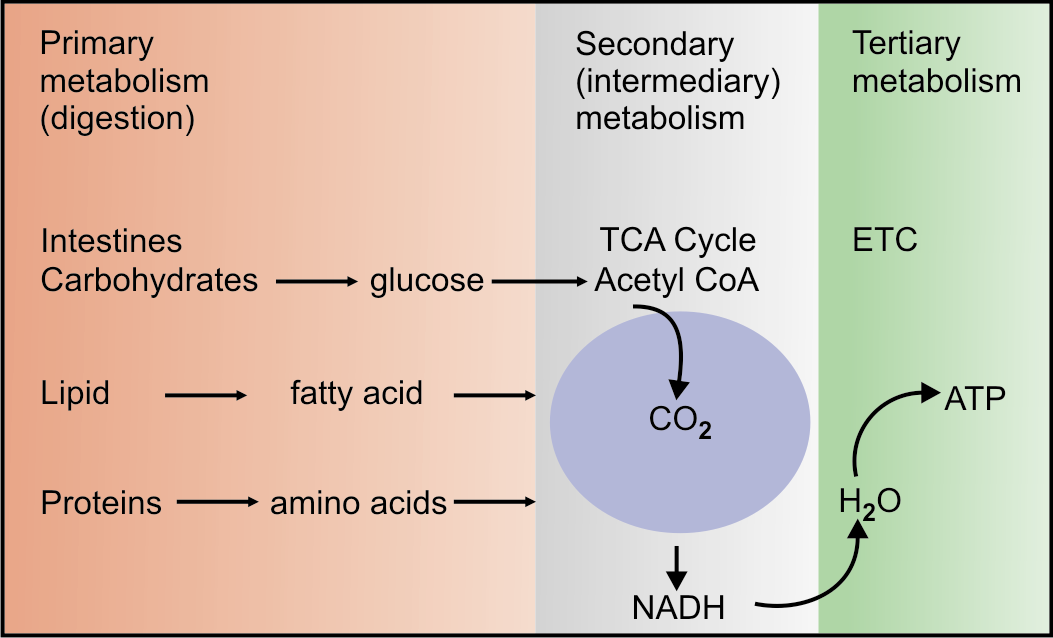 Primary
metabolism
(digestion)
Secondary
(intermediary)
metabolism
Tertiary
metabolism
Intestines
TCA Cycle
ETC
Carbohydrates glucose Acetyl CoA
Lipid fatty acid
CO₂
ATP
Proteins amino acids
H₂O
NADH